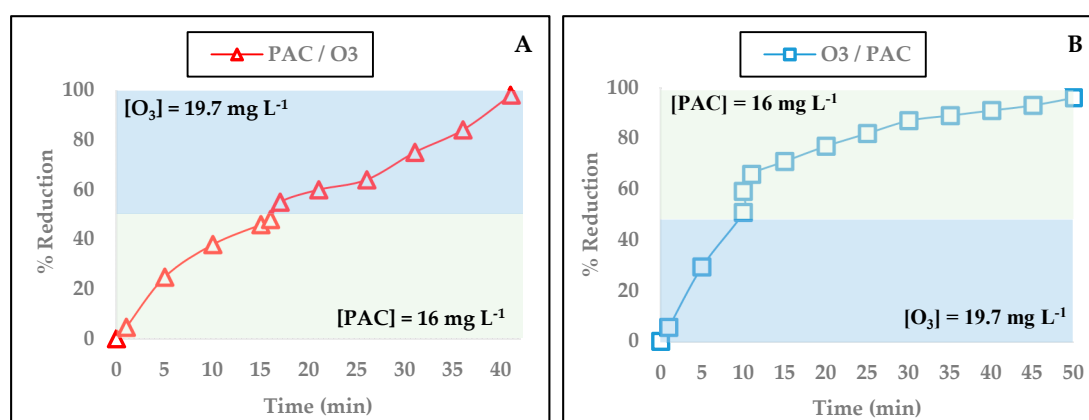 PAC / O3
A
[O₃] = 19.7 mg L⁻¹
% Reduction
100
80
60
40
20
0
[PAC] = 16 mg L⁻¹
0 5 10 15 20 25 30 35 40
Time (min)
O3 / PAC
B
[PAC] = 16 mg L⁻¹
% Reduction
100
80
60
40
20
0
[O₃] = 19.7 mg L⁻¹
0 5 10 15 20 25 30 35 40 45 50
Time (min)